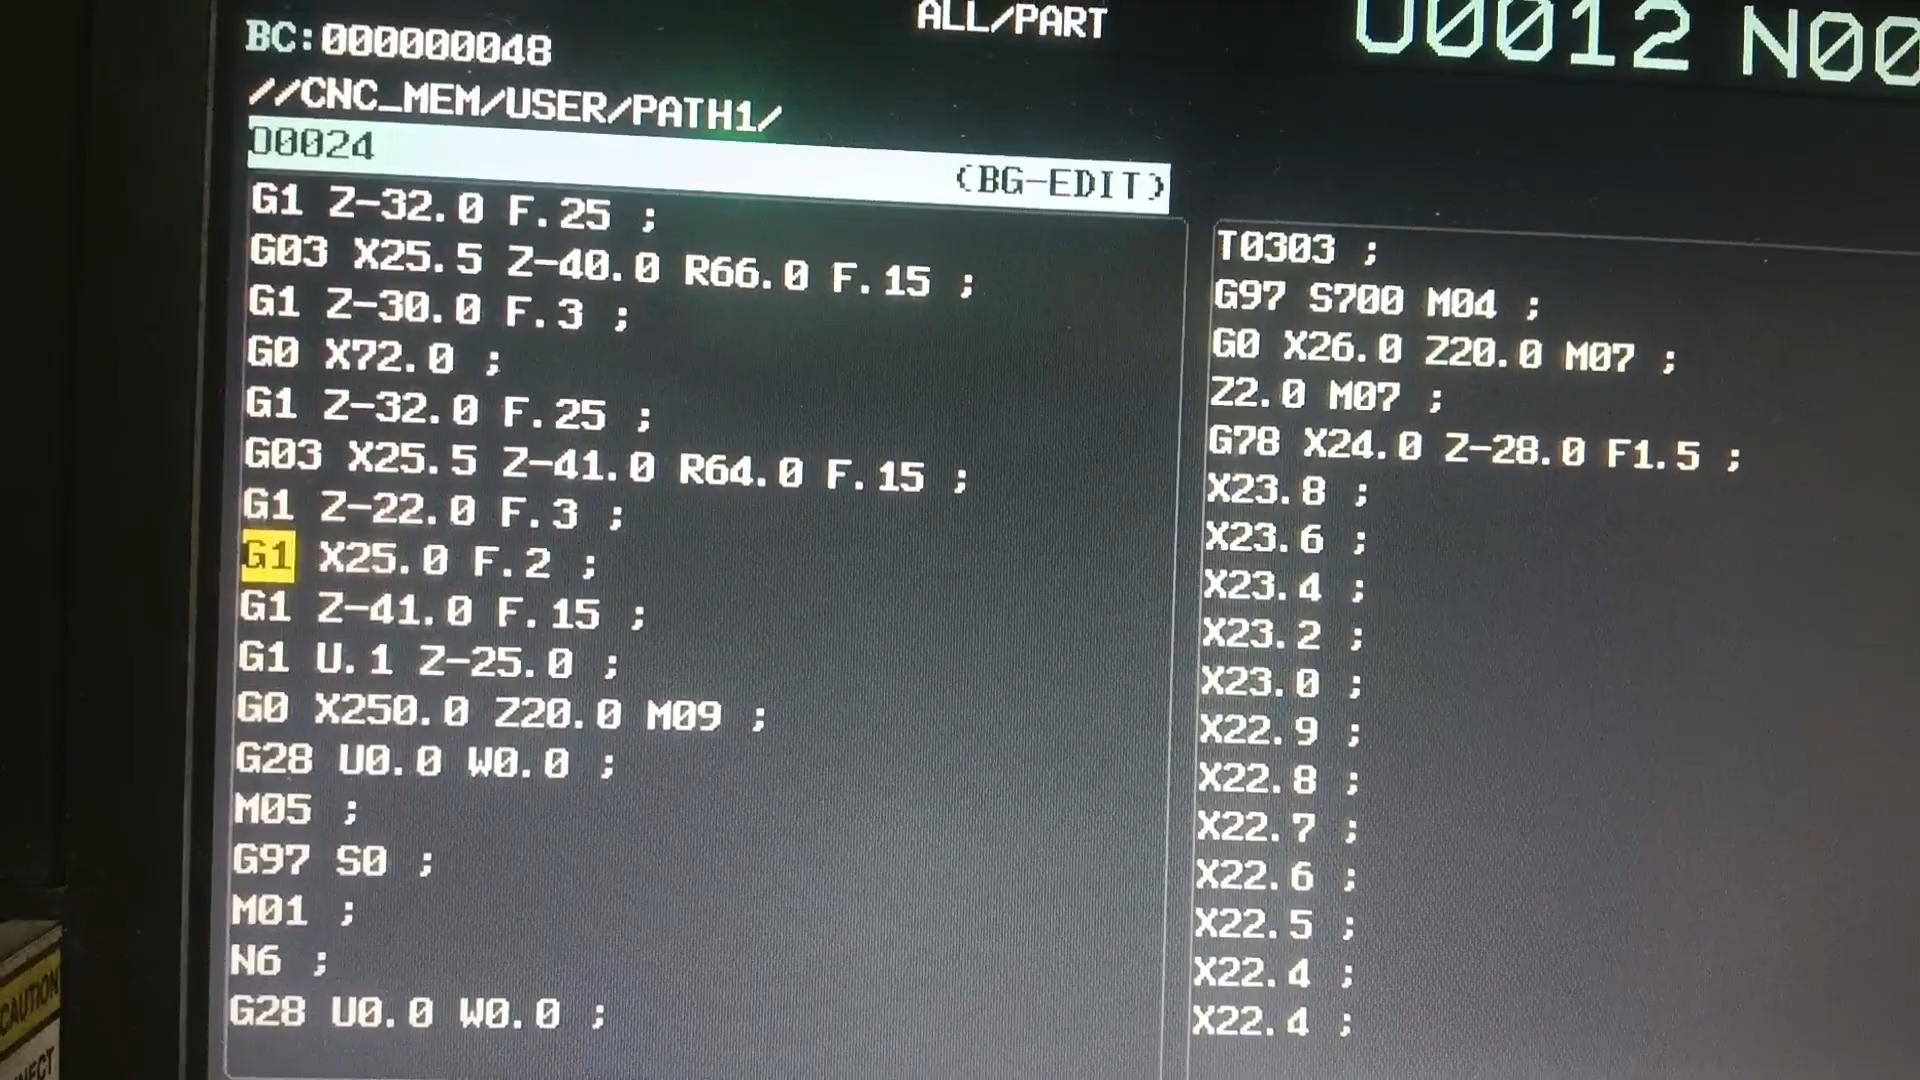 ALL/PART
O0012 N00
BC:000000048
//CNC_MEM/USER/PATH1/
O0024
(BG-EDIT)
G1 Z-32.0 F.25 ;
G03 X25.5 Z-40.0 R66.0 F.15 ;
G1 Z-30.0 F.3 ;
G0 X72.0 ;
G1 Z-32.0 F.25 ;
G03 X25.5 Z-41.0 R64.0 F.15 ;
G1 Z-22.0 F.3 ;
G1 X25.0 F.2 ;
G1 Z-41.0 F.15 ;
G1 U.1 Z-25.0 ;
G0 X250.0 Z20.0 M09 ;
G28 U0.0 W0.0 ;
M05 ;
G97 S0 ;
M01 ;
N6 ;
G28 U0.0 W0.0 ;
T0303 ;
G97 S700 M04 ;
G0 X26.0 Z20.0 M07 ;
Z2.0 M07 ;
G78 X24.0 Z-28.0 F1.5 ;
X23.8 ;
X23.6 ;
X23.4 ;
X23.2 ;
X23.0 ;
X22.9 ;
X22.8 ;
X22.7 ;
X22.6 ;
X22.5 ;
X22.4 ;
X22.4 ;
CAUTION